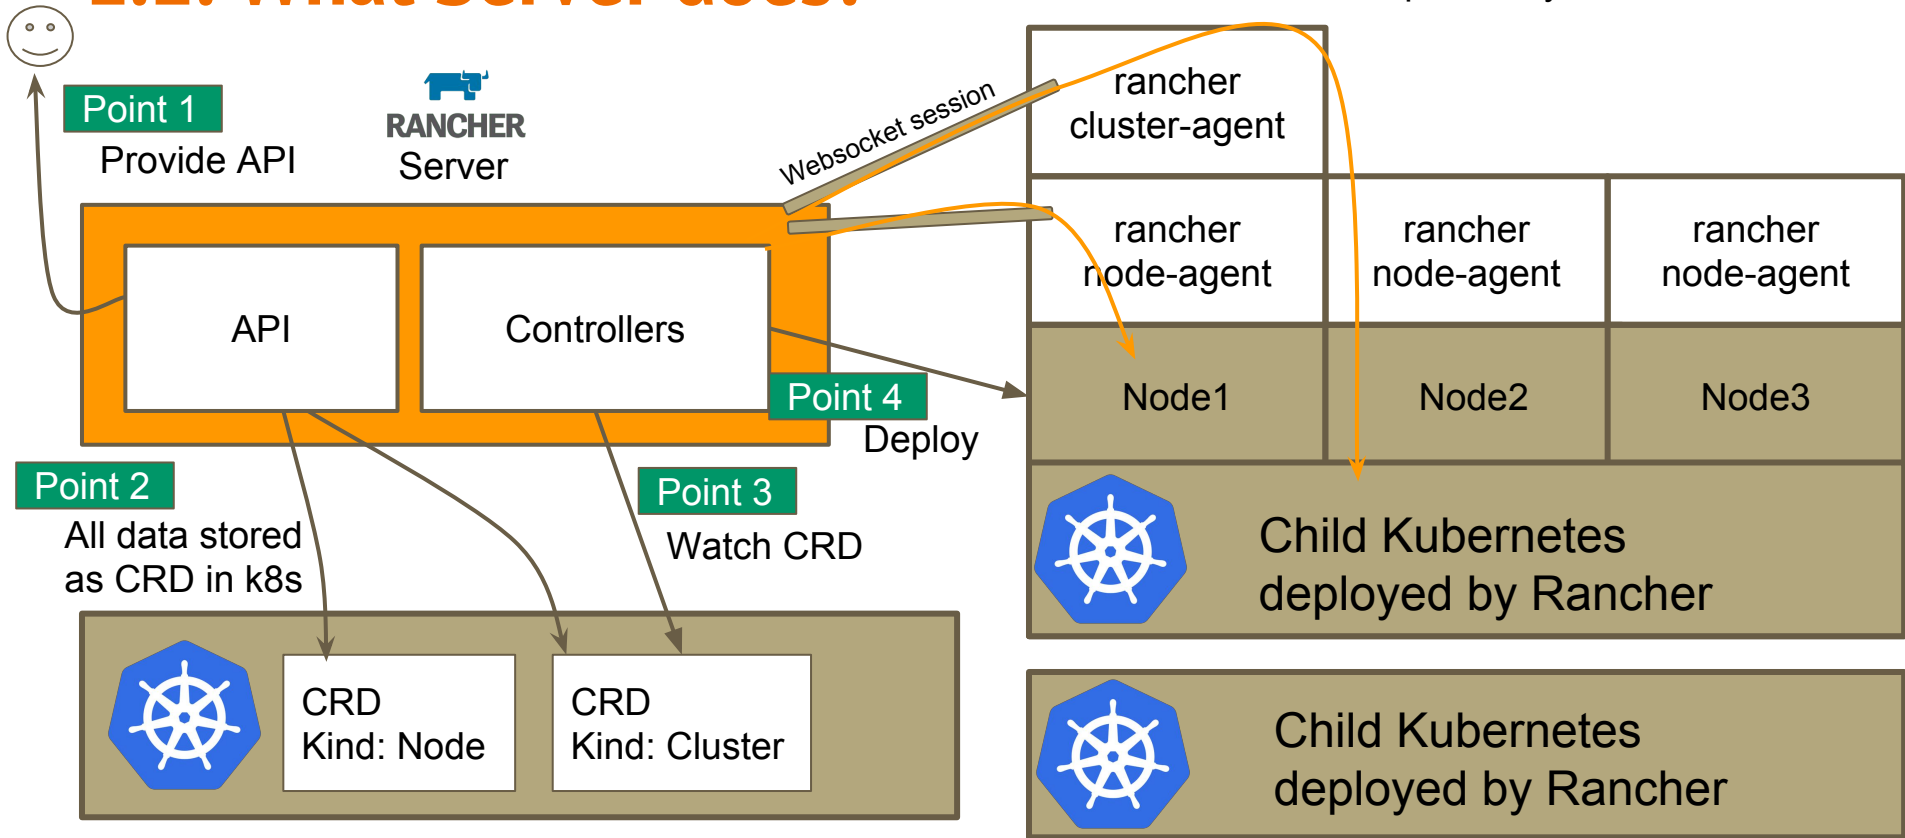 Point 1
Provide API
RANCHER
Server
Websocket session
rancher
cluster-agent
rancher
node-agent
rancher
node-agent
rancher
node-agent
API
Controllers
Point 4
Deploy
Node1
Node2
Node3
Point 2
All data stored
as CRD in k8s
Point 3
Watch CRD
Child Kubernetes
deployed by Rancher
CRD
Kind: Node
CRD
Kind: Cluster
Child Kubernetes
deployed by Rancher